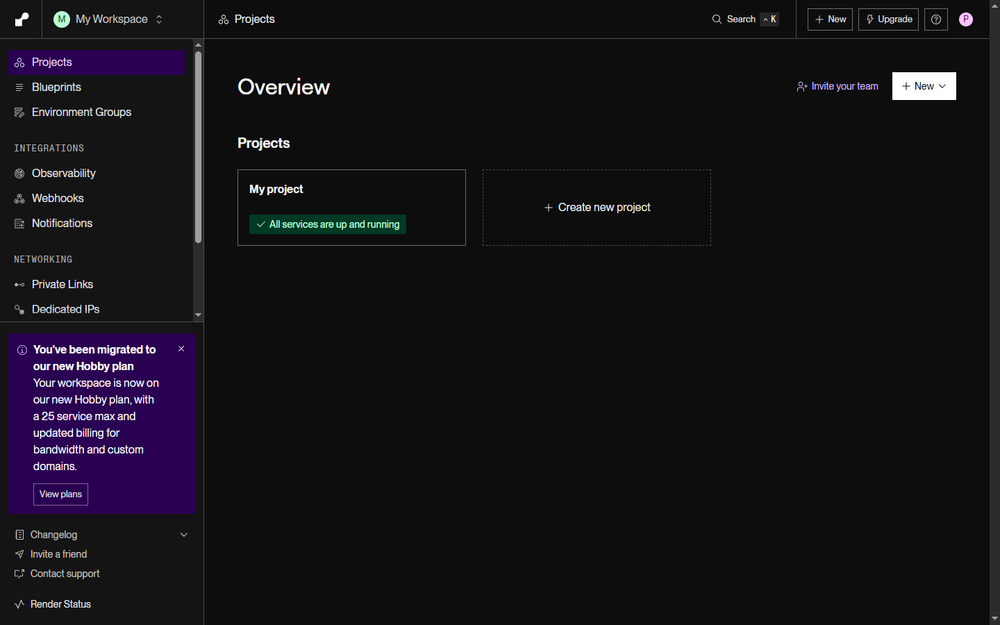 M My Workspace
Projects
Search ^ K
+ New
Upgrade
P
Projects
Blueprints
Environment Groups
INTEGRATIONS
Observability
Webhooks
Notifications
NETWORKING
Private Links
Dedicated IPs
You've been migrated to
our new Hobby plan
Your workspace is now on
our new Hobby plan, with
a 25 service max and
updated billing for
bandwidth and custom
domains.
View plans
Changelog
Invite a friend
Contact support
Render Status
Overview
Invite your team
+ New
Projects
My project
All services are up and running
+ Create new project